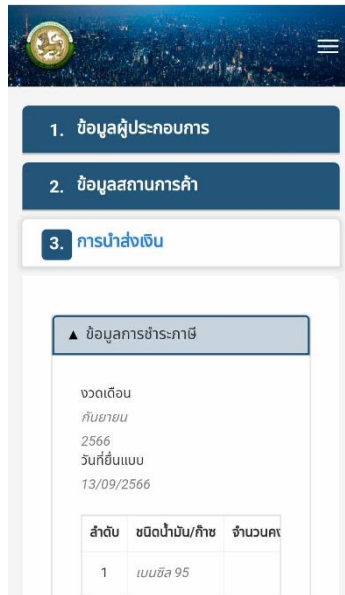 1. ข้อมูลผู้ประกอบการ
2. ข้อมูลสถานการค้า
3. การนำส่งเงิน
▲ ข้อมูลการชำระภาษี
งวดเดือน
กันยายน
2566
วันที่ยื่นแบบ
13/09/2566
ลำดับ ชนิดน้ำมัน/ก๊าซ
1 เบนซิล 95